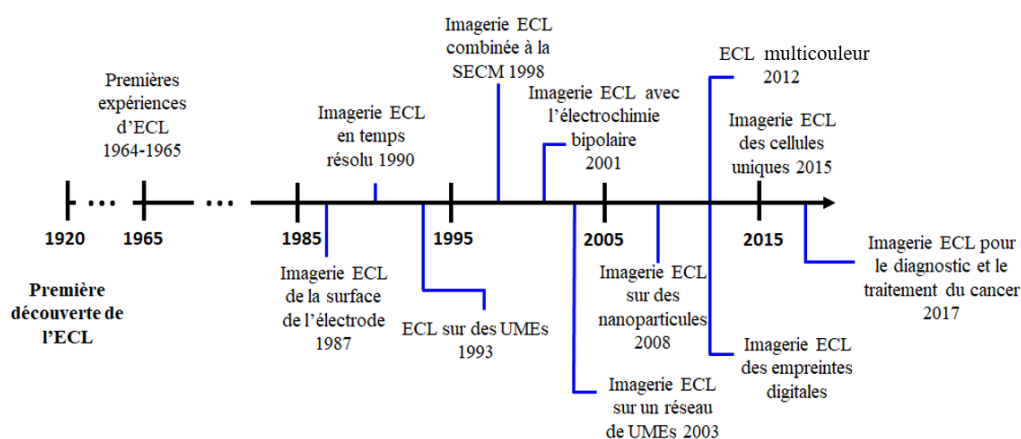 Premières
expériences
d’ECL
1964-1965
Imagerie ECL
en temps
résolu 1990
Imagerie ECL
combinée à la
SECM 1998
Imagerie ECL avec
l’électrochimie
bipolaire
2001
ECL multicouleur
2012
Imagerie ECL
des cellules
uniques 2015
1920
1965
1985
1995
2005
2015
Première
découverte de
l’ECL
Imagerie ECL
de la surface
de l’électrode
1987
ECL sur des UMEs
1993
Imagerie ECL
sur un réseau
de UMEs 2003
Imagerie ECL
sur des
nanoparticules
2008
Imagerie ECL
des empreintes
digitales
Imagerie ECL pour
le diagnostic et le
traitement du cancer
2017